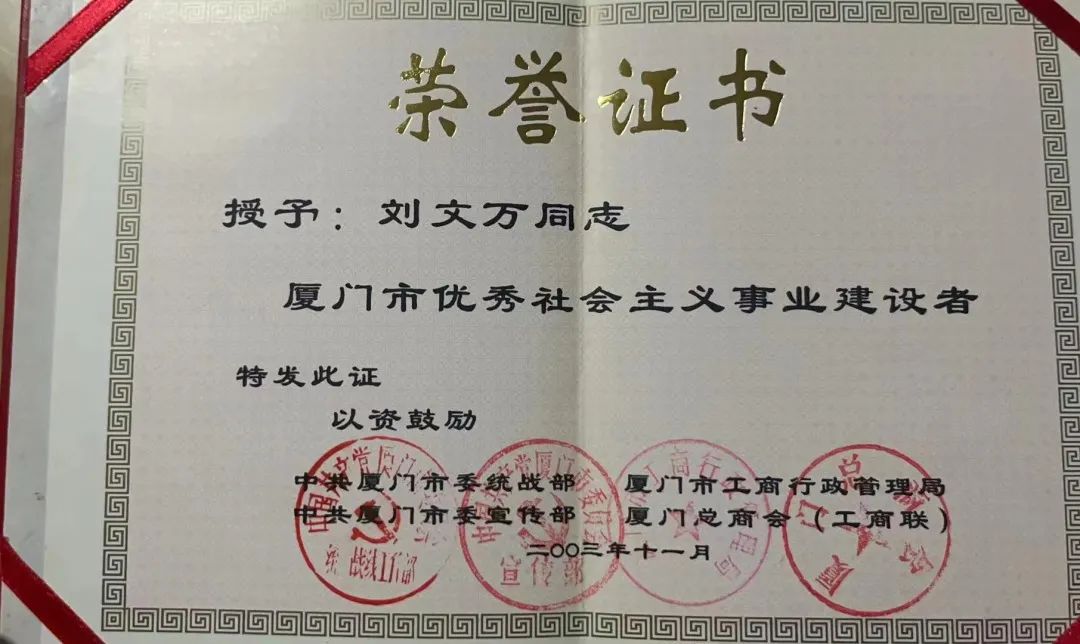 荣誉证书
授予：刘文万同志
厦门市优秀社会主义事业建设者
特发此证
以资鼓励
中共厦门市委统战部 厦门市工商行政管理局
中共厦门市委宣传部 厦门总商会（工商联）
二〇〇三年十一月